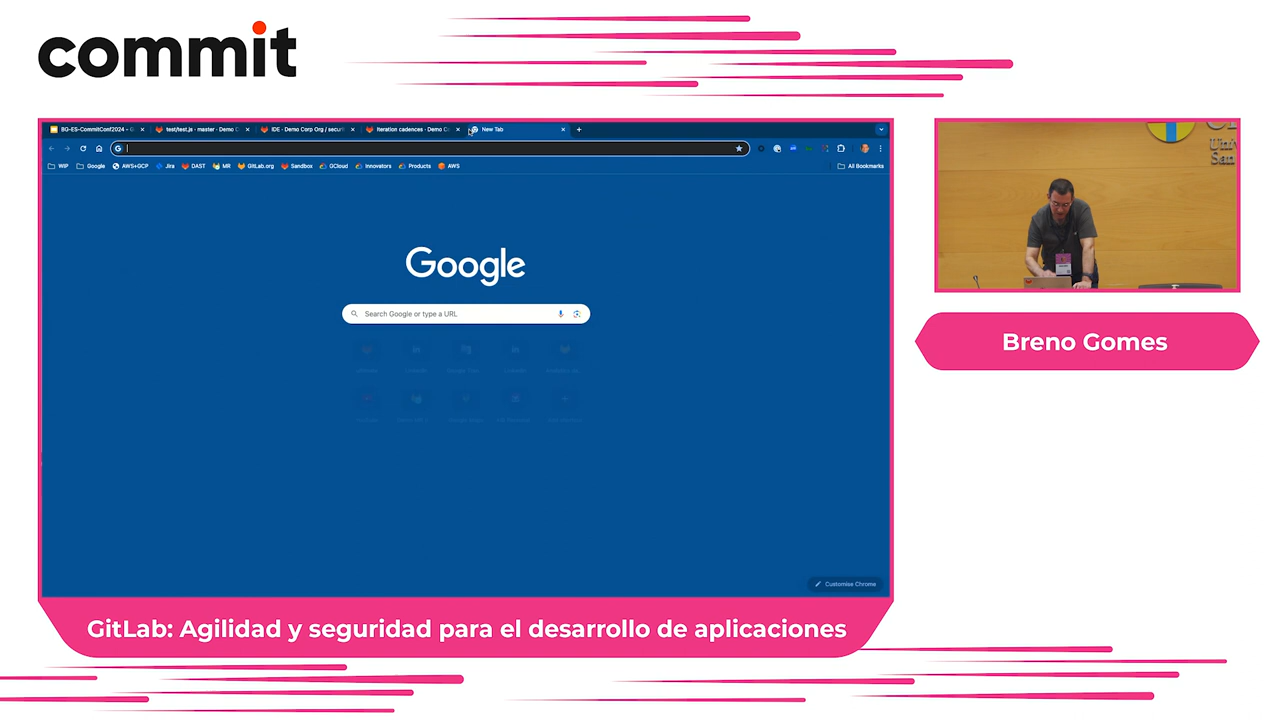 commit
BG-ES-CommitConf2024 - G
test/test.js · master · Demo C
IDE · Demo Corp Org / securi
Iteration cadences · Demo C
New Tab
WIP
Google
AWS+GCP
Jira
DAST
MR
GitLab.org
Sandbox
GCloud
Innovators
Products
AWS
All Bookmarks
Google
Search Google or type a URL
Customise Chrome
Breno Gomes
GitLab: Agilidad y seguridad para el desarrollo de aplicaciones